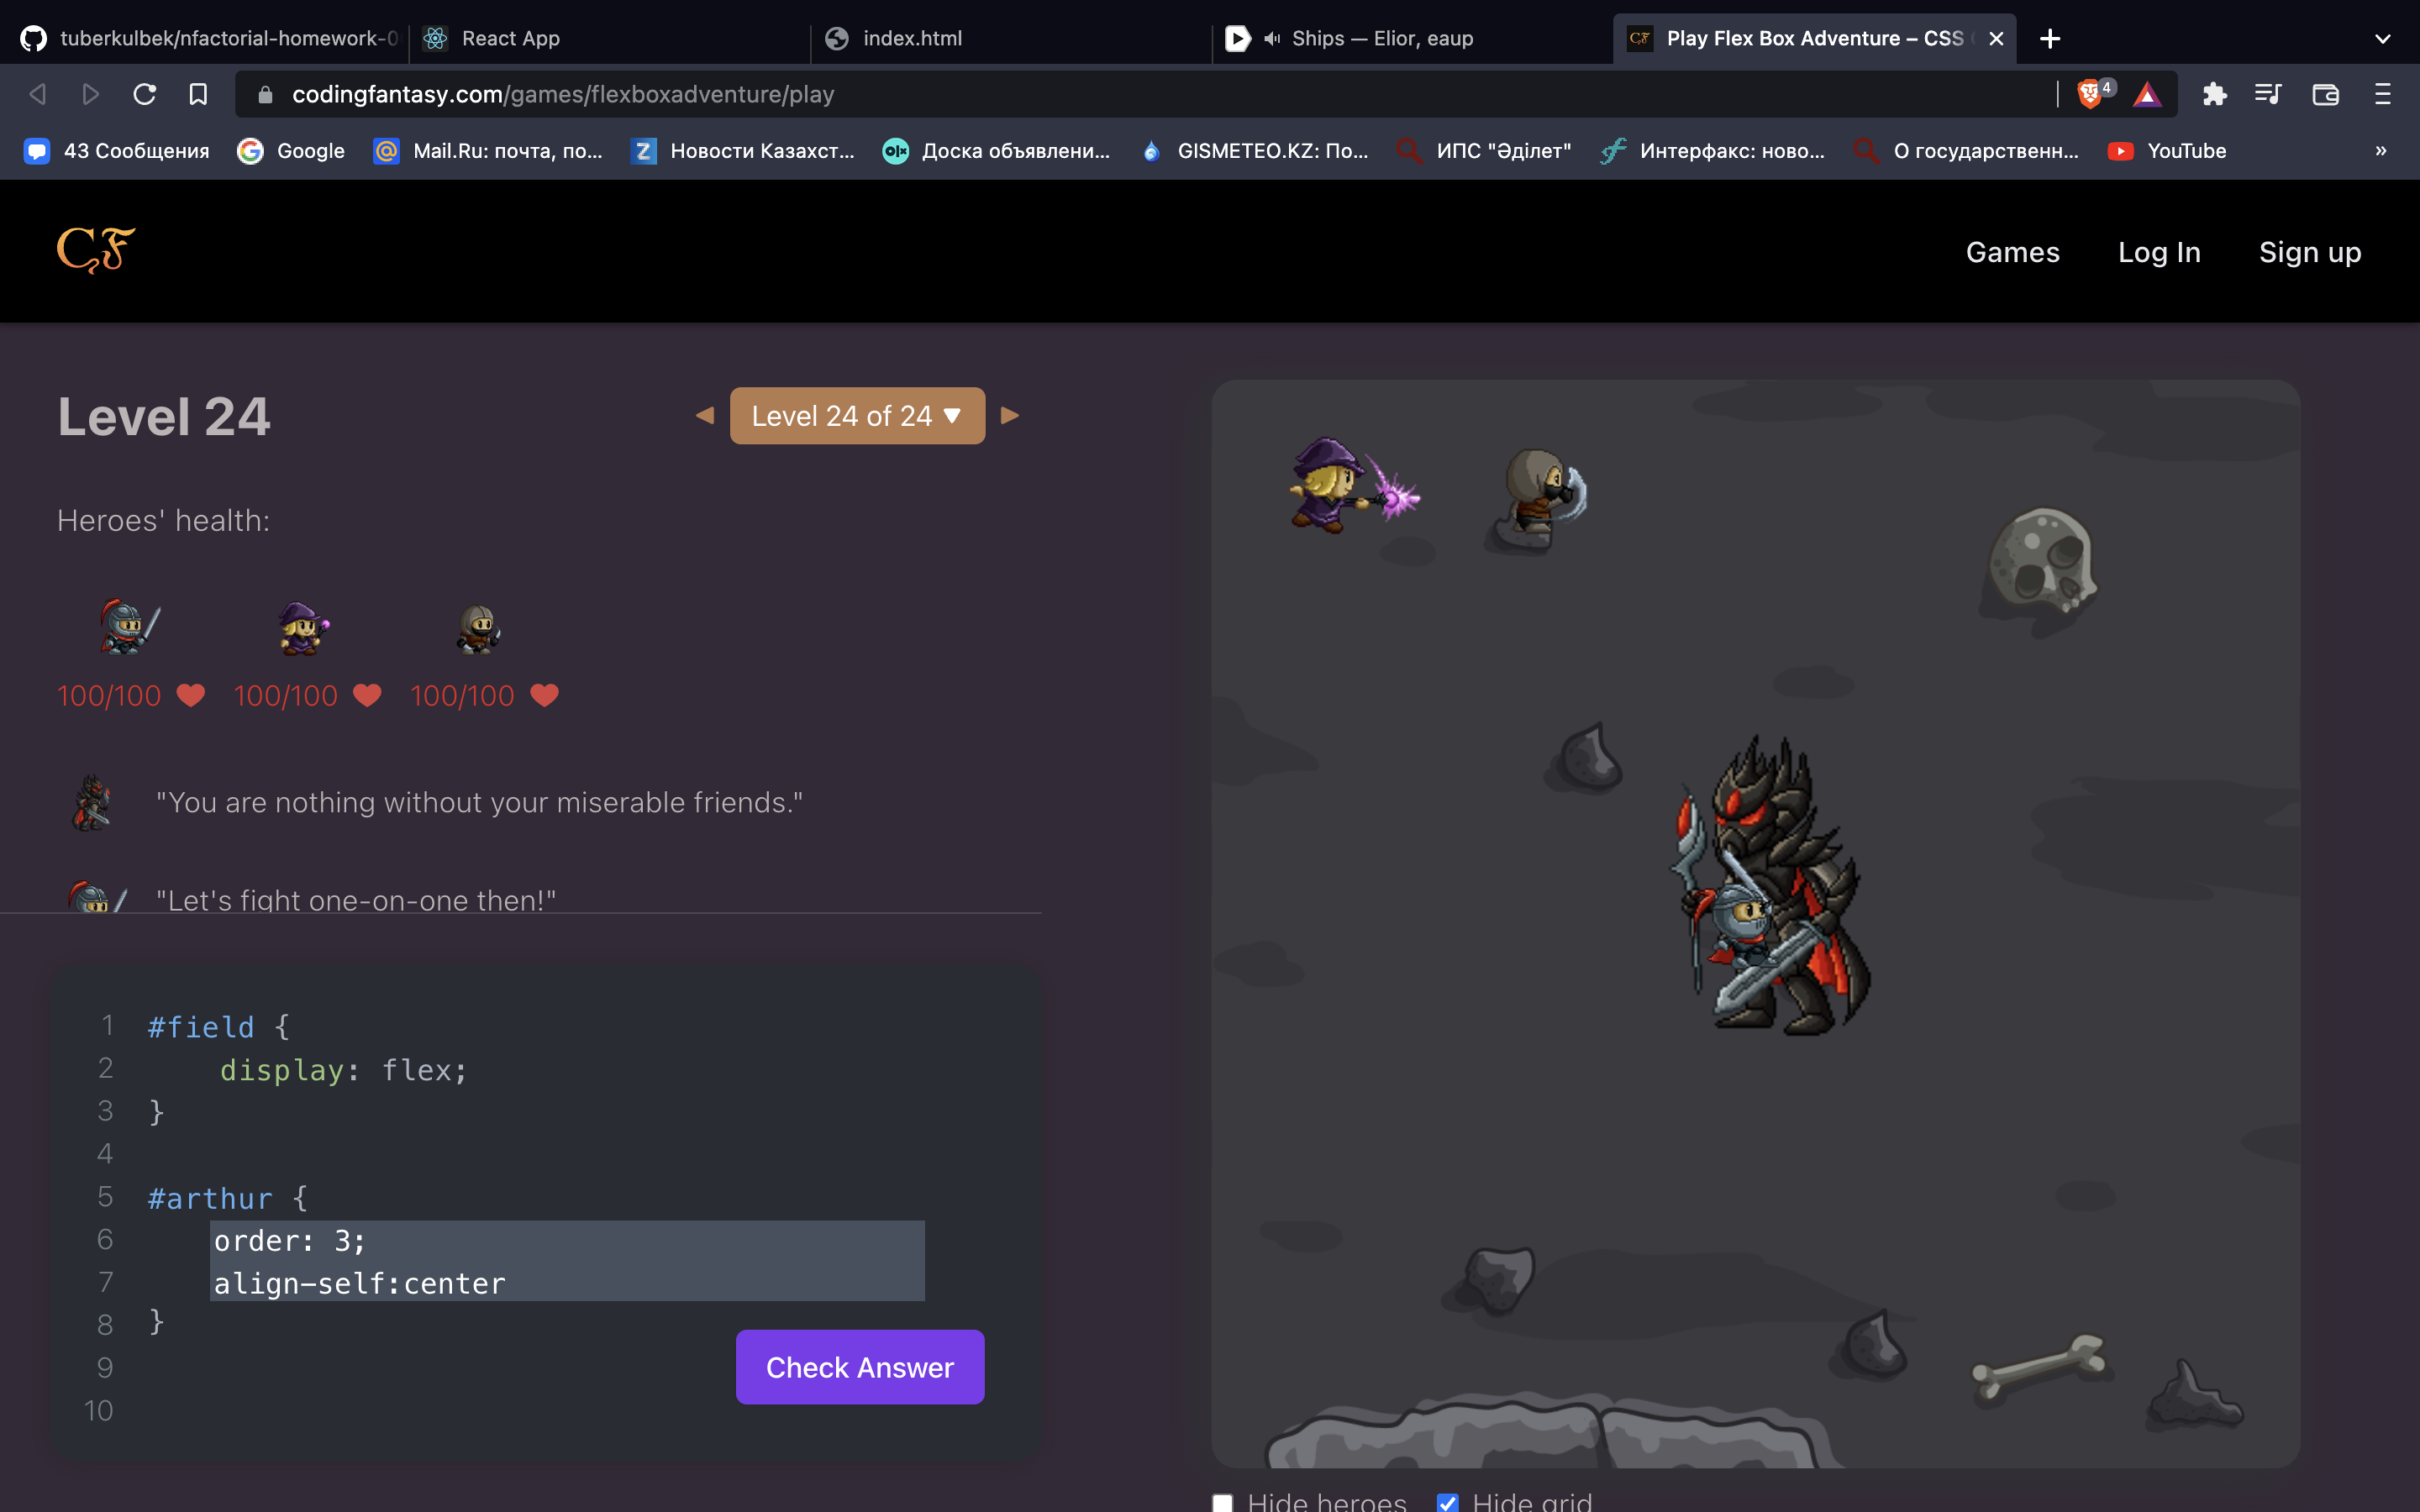 tuberkulbek/nfactorial-homework-0
React App
index.html
Ships — Elior, eaup
Play Flex Box Adventure – CSS
codingfantasy.com/games/flexboxadventure/play
4
43 Сообщения
Google
Mail.Ru: почта, по...
Новости Казахст...
Доска объявлени...
GISMETEO.KZ: По...
ИПС "Әділет"
Интерфакс: ново...
О государственн...
YouTube
»
CF
Games
Log In
Sign up
Level 24
Level 24 of 24
Heroes' health:
100/100
100/100
100/100
"You are nothing without your miserable friends."
"Let's fight one-on-one then!"
1 #field {
2 display: flex;
3 }
4
5 #arthur {
6 order: 3;
7 align-self:center
8 }
9
10
Check Answer
Hide heroes
Hide grid